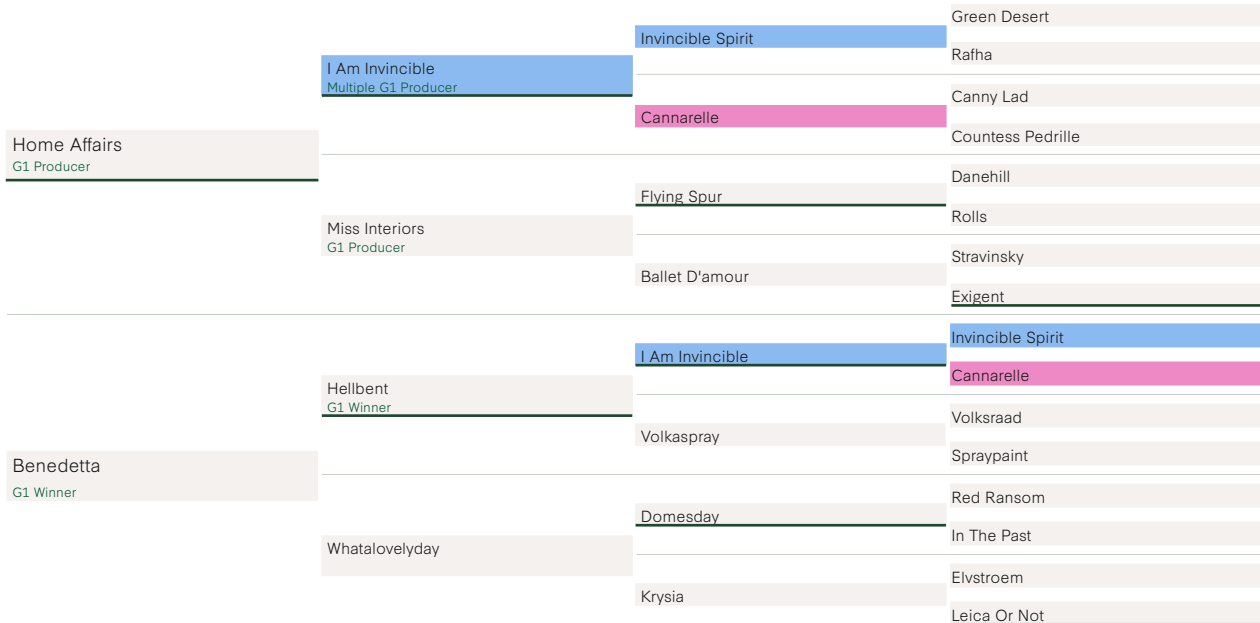 Home Affairs
G1 Producer
I Am Invincible
Multiple G1 Producer
Invincible Spirit
Green Desert
Rafha
Cannarelle
Canny Lad
Countess Pedrille
Miss Interiors
G1 Producer
Flying Spur
Danehill
Rolls
Ballet D'amour
Stravinsky
Exigent
Benedetta
G1 Winner
Hellbent
G1 Winner
I Am Invincible
Invincible Spirit
Cannarelle
Volkaspray
Volksraad
Spraypaint
Whatalovelyday
Domesday
Red Ransom
In The Past
Krysia
Elvstroem
Leica Or Not